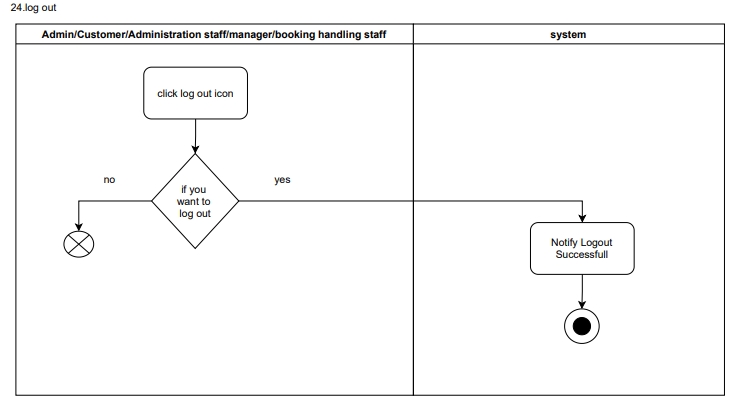 24.log out
Admin/Customer/Administration staff/manager/booking handling staff
system
click log out icon
no
yes
if you
want to
log out
Notify Logout
Successfull